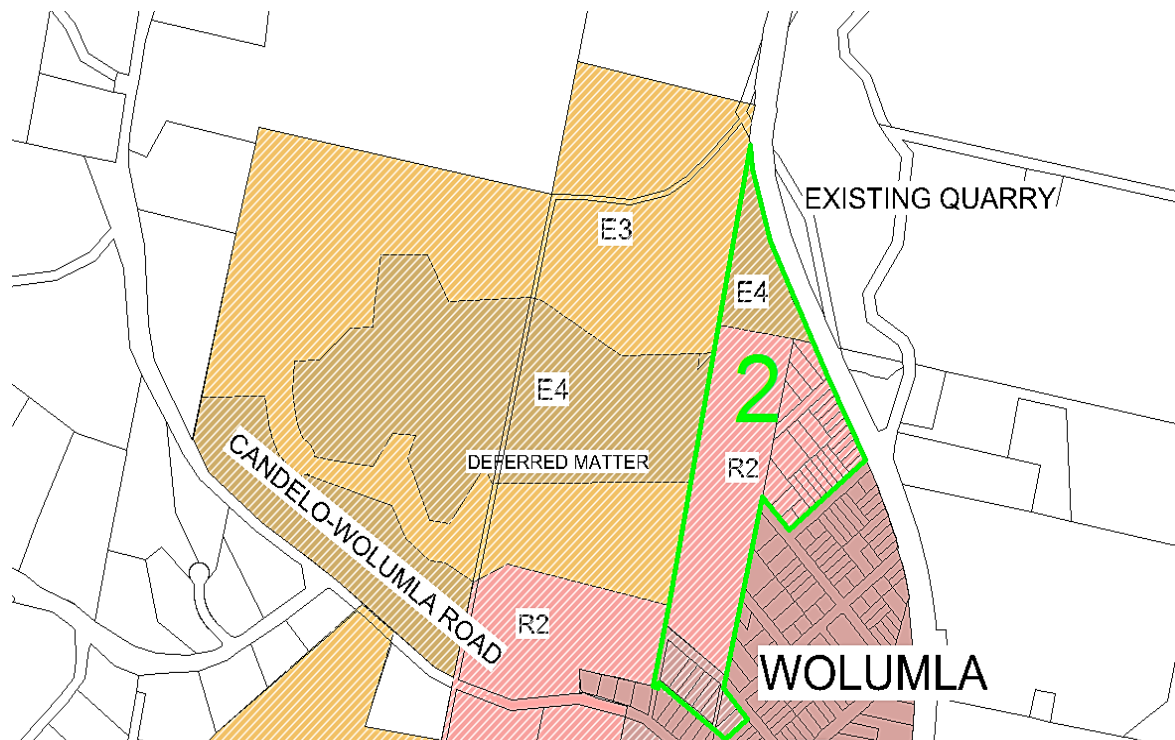 EXISTING QUARRY
E3
E4
2
E4
DEFERRED MATTER
R2
CANDELO-WOLUMLA ROAD
R2
WOLUMLA